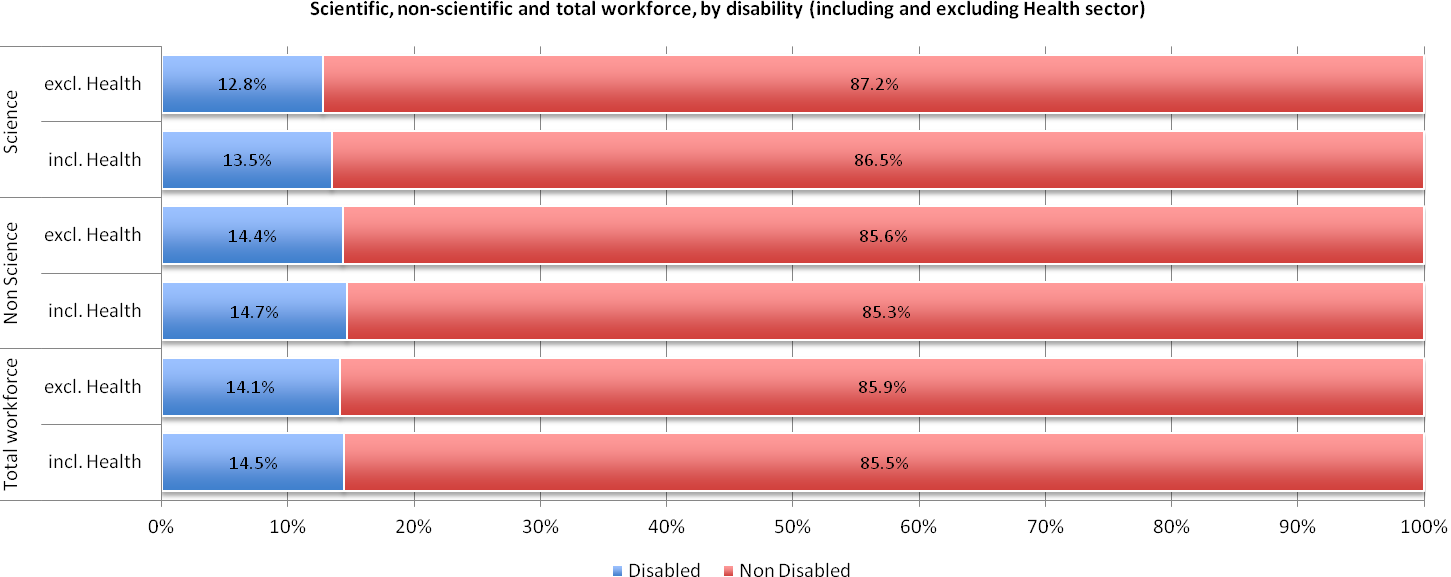 Scientific, non-scientific and total workforce, by disability (including and excluding Health sector)
Science
excl. Health
12.8%
87.2%
incl. Health
13.5%
86.5%
Non Science
excl. Health
14.4%
85.6%
incl. Health
14.7%
85.3%
Total workforce
excl. Health
14.1%
85.9%
incl. Health
14.5%
85.5%
0% 10% 20% 30% 40% 50% 60% 70% 80% 90% 100%
Disabled Non Disabled